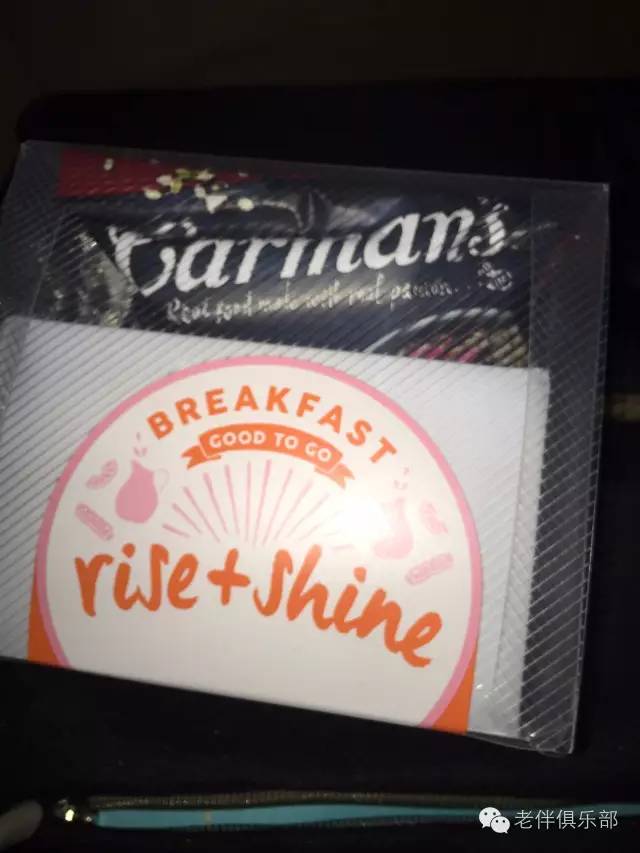 Carman's
Real food made with real passion...
BREAKFAST
GOOD TO GO
rise+shine
老伴俱乐部